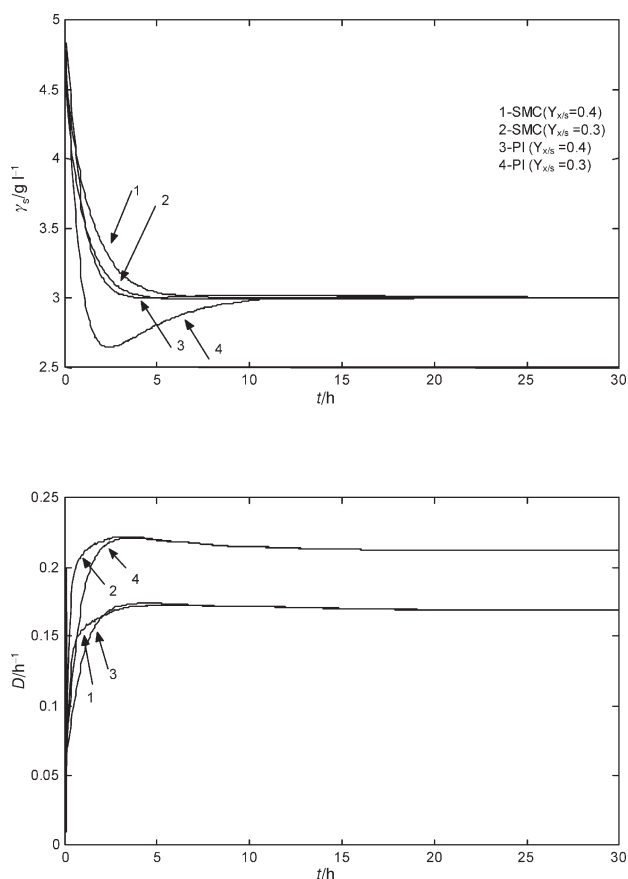 5
4.5
4
3.5
3
2.5
γs/g l–1
0 5 10 15 20 25 30
t/h
1-SMC(Yx/s=0.4)
2-SMC(Yx/s =0.3)
3-PI (Yx/s =0.4)
4-PI (Yx/s =0.3)
1
2
3
4
0.25
0.2
0.15
0.1
0.05
0
D/h–1
0 5 10 15 20 25 30
t/h
4
2
3
1